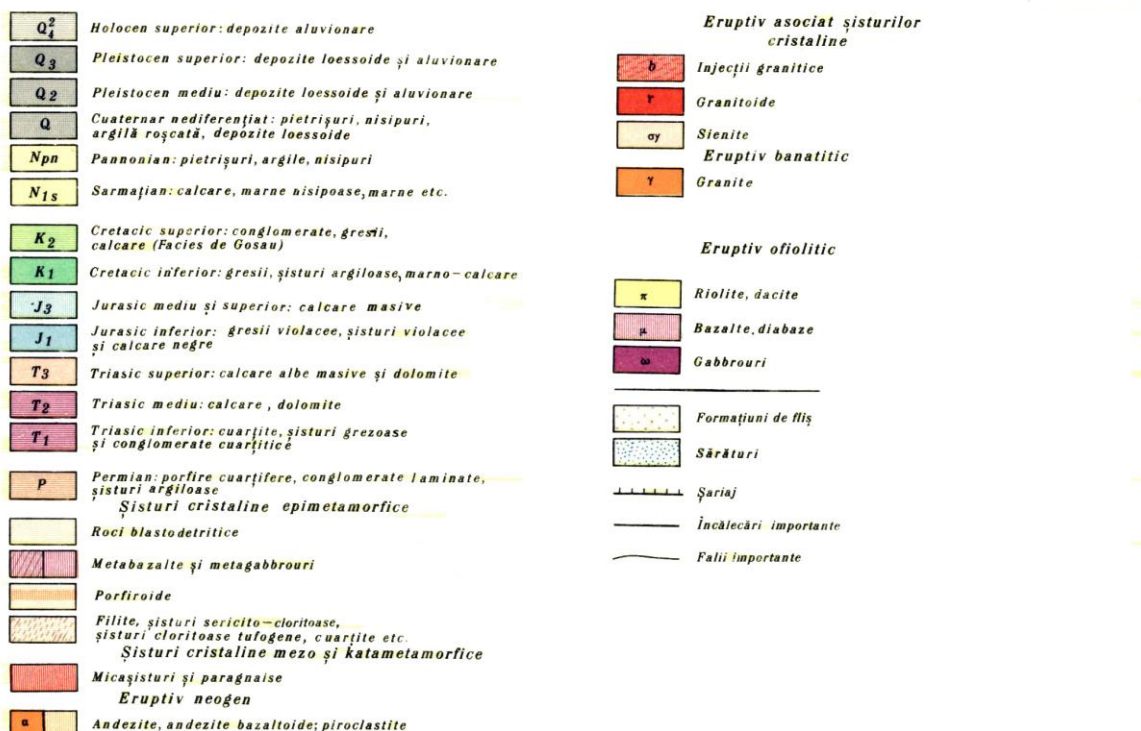 Q₄² Holocen superior: depozite aluvionare
Q₃ Pleistocen superior: depozite loessoide și aluvionare
Q₂ Pleistocen mediu: depozite loessoide și aluvionare
Q Cuaternar nediferențiat: pietrișuri, nisipuri,
argilă roșcată, depozite loessoide
Npn Pannonian: pietrișuri, argile, nisipuri
N₁s Sarmațian: calcare, marne nisipoase, marne etc.
K₂ Cretacic superior: conglomerate, gresii,
calcare (Facies de Gosau)
K₁ Cretacic inferior: gresii, șisturi argiloase, marno-calcare
J₃ Jurasic mediu și superior: calcare masive
J₁ Jurasic inferior: gresii violacee, șisturi violacee
și calcare negre
T₃ Triasic superior: calcare albe masive și dolomite
T₂ Triasic mediu: calcare, dolomite
T₁ Triasic inferior: cuarțite, șisturi grezoase
și conglomerate cuarțitice
P Permian: porfire cuarțifere, conglomerate laminate,
șisturi argiloase
Șisturi cristaline epimetamorfice
Roci blastodetritice
Metabazalte și metagabbrouri
Porfiroide
Filite, șisturi sericito-cloritoase,
șisturi cloritoase tufogene, cuarțite etc.
Șisturi cristaline mezo și katametamorfice
Micașisturi și paragnaise
Eruptiv neogen
α Andezite, andezite bazaltoide; piroclastite
Eruptiv asociat șisturilor
cristaline
b Injecții granitice
r Granitoide
σγ Sienite
Eruptiv banatitic
γ Granite
Eruptiv ofiolitic
π Riolite, dacite
μ Bazalte, diabaze
ω Gabbrouri
Formațiuni de fliș
Sărături
Șariaj
Încălecări importante
Falii importante